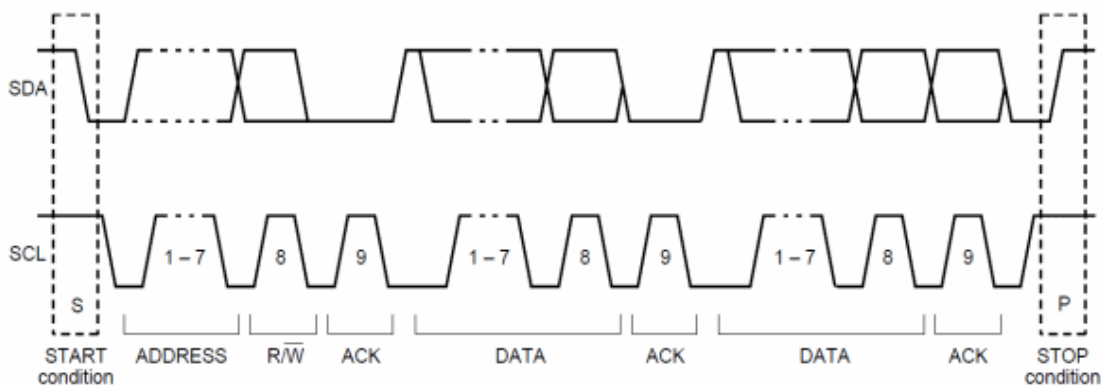 SDA
SCL
1 – 7 8 9 1 – 7 8 9 1 – 7 8 9
S P
START condition ADDRESS R/W̅ ACK DATA ACK DATA ACK STOP condition